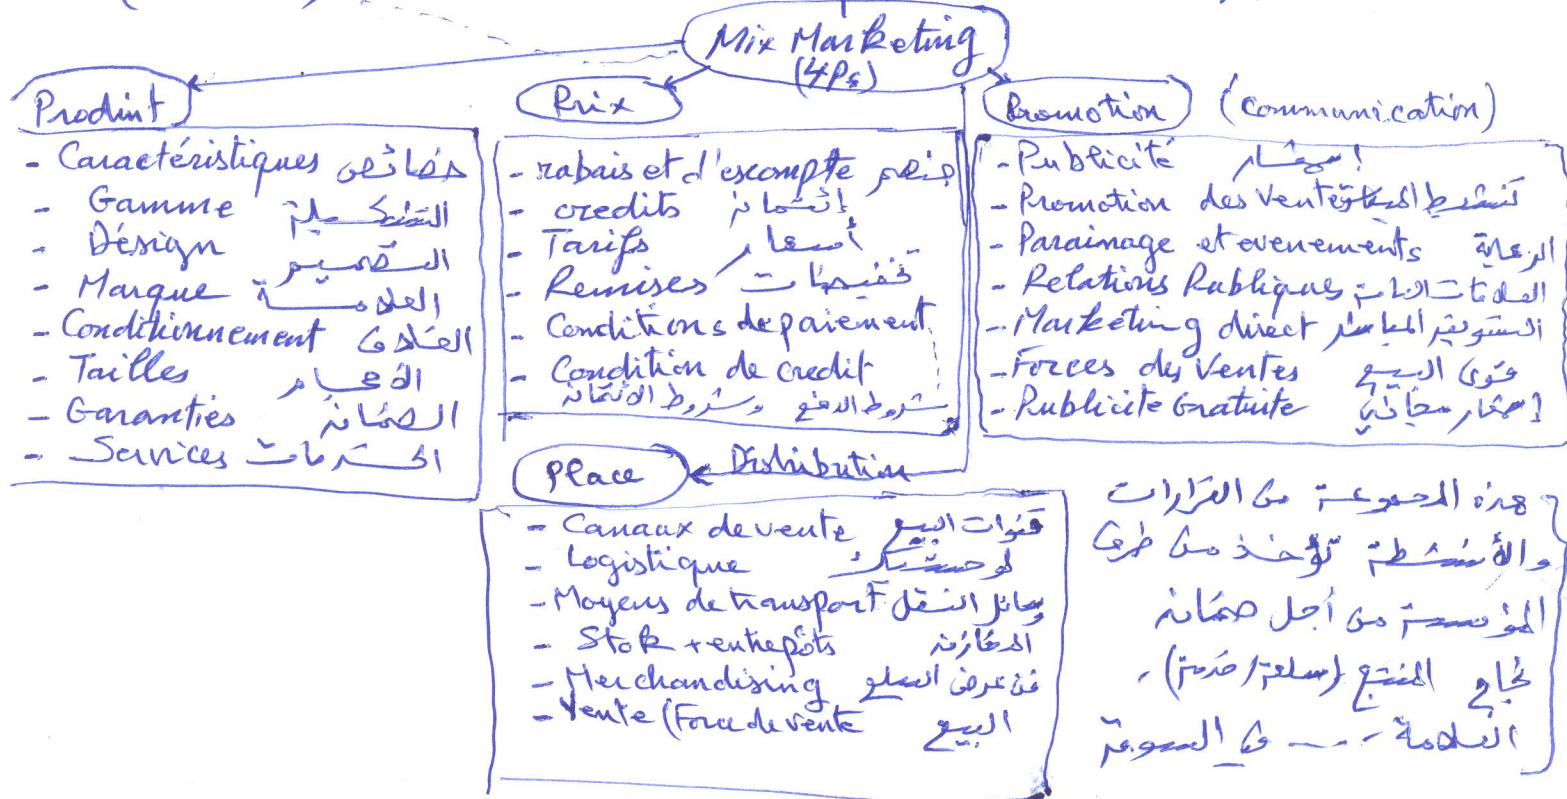 Mix Marketing
(4Ps)
Produit
- Caractéristiques خصائص
- Gamme التشكيلة
- Désign التصميم
- Marque العلامة
- Conditionnement الغلاف
- Tailles الأحجام
- Garanties الضمان
- Services الخدمات
Prix
- rabais et d'escompte خصم
- credits إئتمان
- Tarifs أسعار
- Remises تخفيضات
- Conditions de paiement
- Condition de credit
شروط الدفع وشروط الائتمان
Promotion (communication)
- Publicité إشهار
- Promotion des Ventes تنشيط المبيعات
- Parainage et evenements الرعاية
- Relations Publiques العلاقات العامة
- Marketing direct التسويق المباشر
- Forces des Ventes قوى البيع
- Publicite Gratuite إشهار مجاني
Place Distribution
- Canaux de vente قنوات البيع
- Logistique
- Moyens de transport وسائل النقل
- Stok + entrepôts المخازن
- Merchandising فن عرض السلع
- Vente (Force de vente البيع
هذه المجموعة من القرارات
والأنشطة تؤخذ من طرف
المؤسسة من أجل ضمان
نجاح المنتج (سلعة/خدمة)،
العلامة .... في السوق